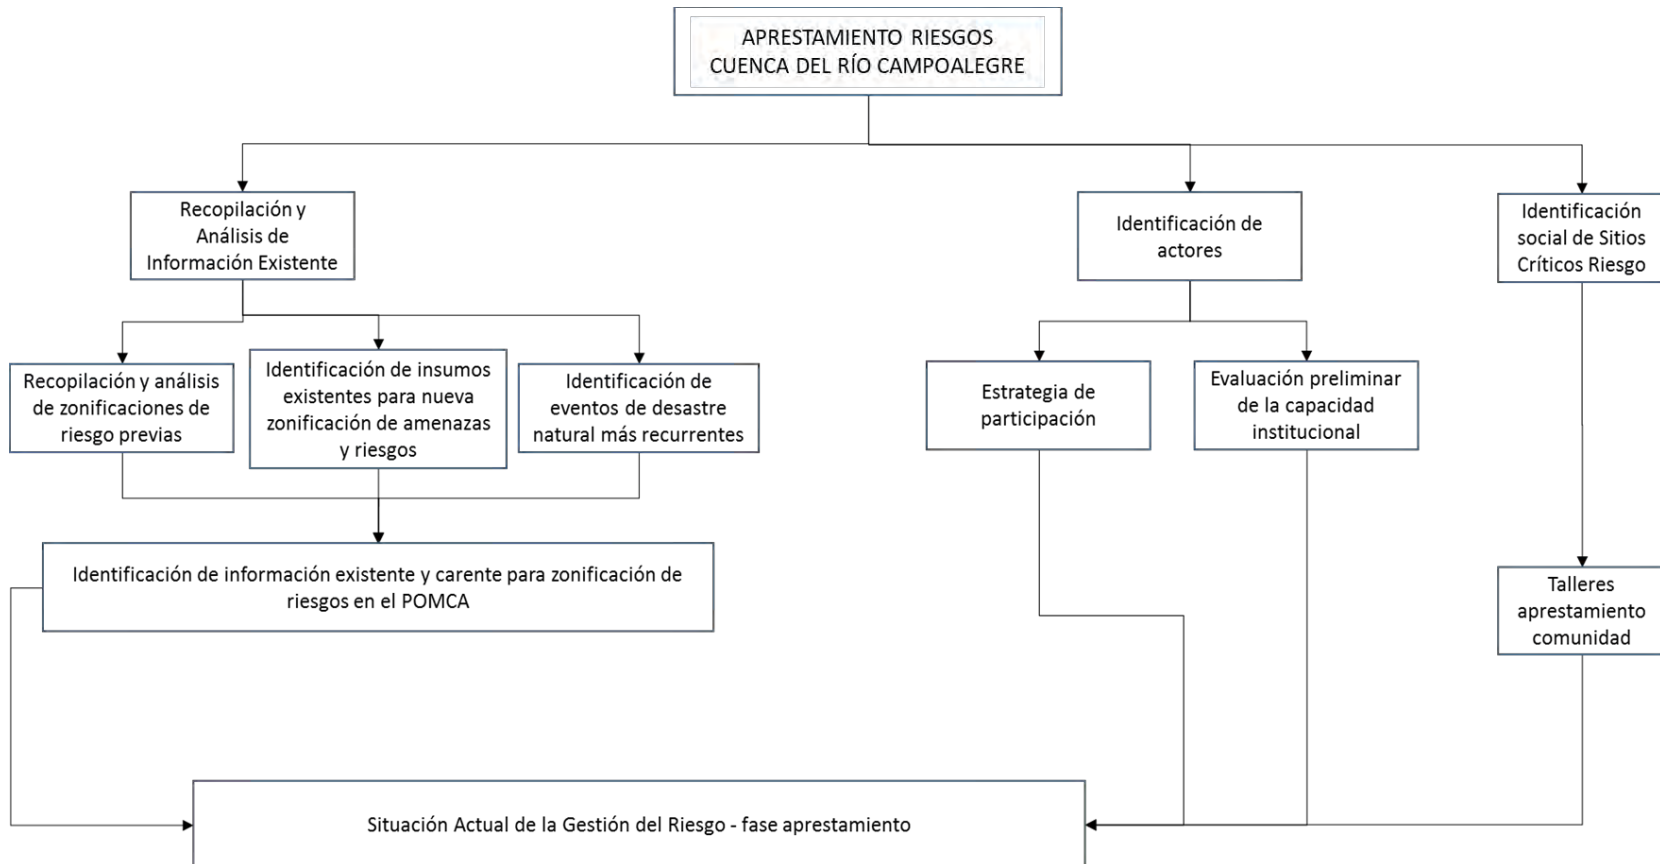 APRESTAMIENTO RIESGOS
CUENCA DEL RÍO CAMPOALEGRE
Recopilación y
Análisis de
Información Existente
Identificación de
actores
Identificación
social de Sitios
Críticos Riesgo
Recopilación y análisis
de zonificaciones de
riesgo previas
Identificación de insumos
existentes para nueva
zonificación de amenazas
y riesgos
Identificación de
eventos de desastre
natural más recurrentes
Estrategia de
participación
Evaluación preliminar
de la capacidad
institucional
Identificación de información existente y carente para zonificación de
riesgos en el POMCA
Talleres
aprestamiento
comunidad
Situación Actual de la Gestión del Riesgo - fase aprestamiento